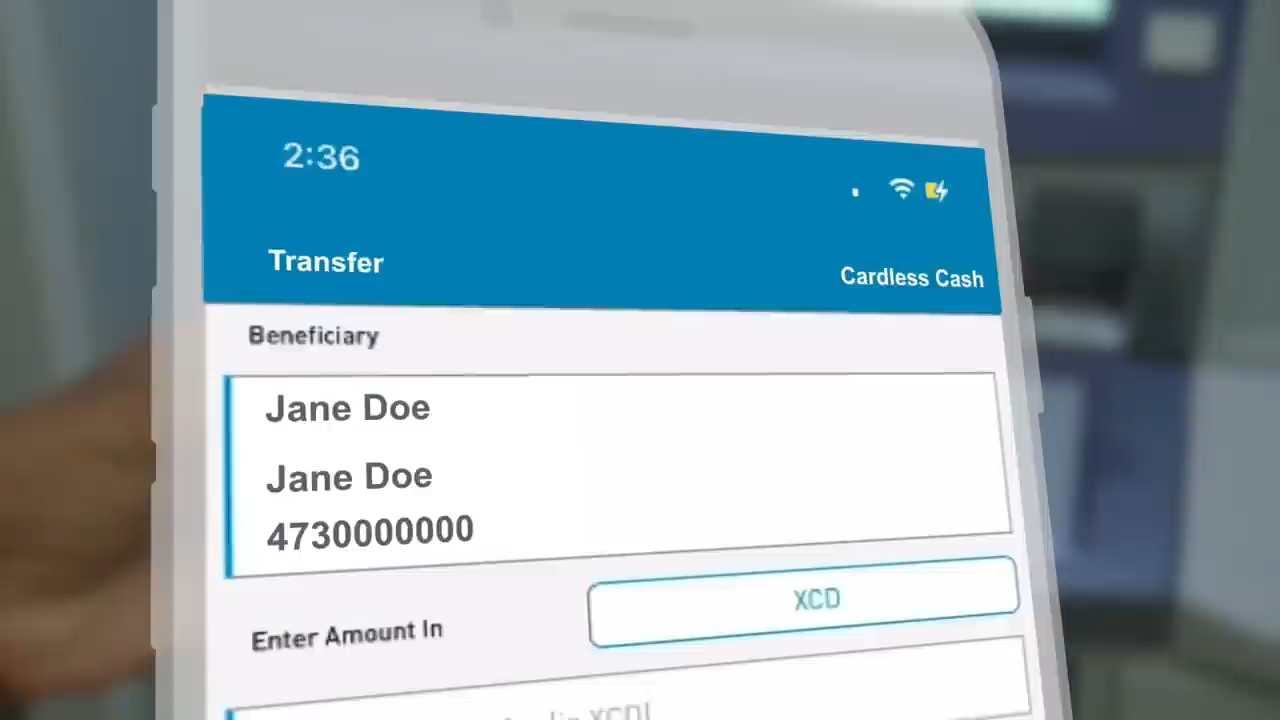 2:36
Transfer
Cardless Cash
Beneficiary
Jane Doe
Jane Doe
4730000000
Enter Amount In
XCD